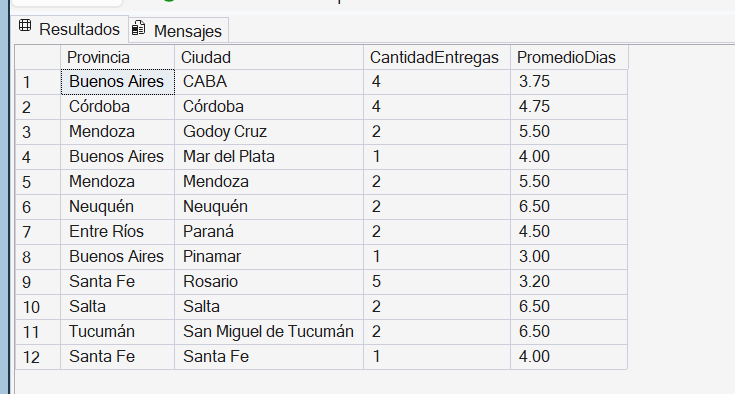 Resultados Mensajes
Provincia Ciudad CantidadEntregas PromedioDias
1 Buenos Aires CABA 4 3.75
2 Córdoba Córdoba 4 4.75
3 Mendoza Godoy Cruz 2 5.50
4 Buenos Aires Mar del Plata 1 4.00
5 Mendoza Mendoza 2 5.50
6 Neuquén Neuquén 2 6.50
7 Entre Ríos Paraná 2 4.50
8 Buenos Aires Pinamar 1 3.00
9 Santa Fe Rosario 5 3.20
10 Salta Salta 2 6.50
11 Tucumán San Miguel de Tucumán 2 6.50
12 Santa Fe Santa Fe 1 4.00